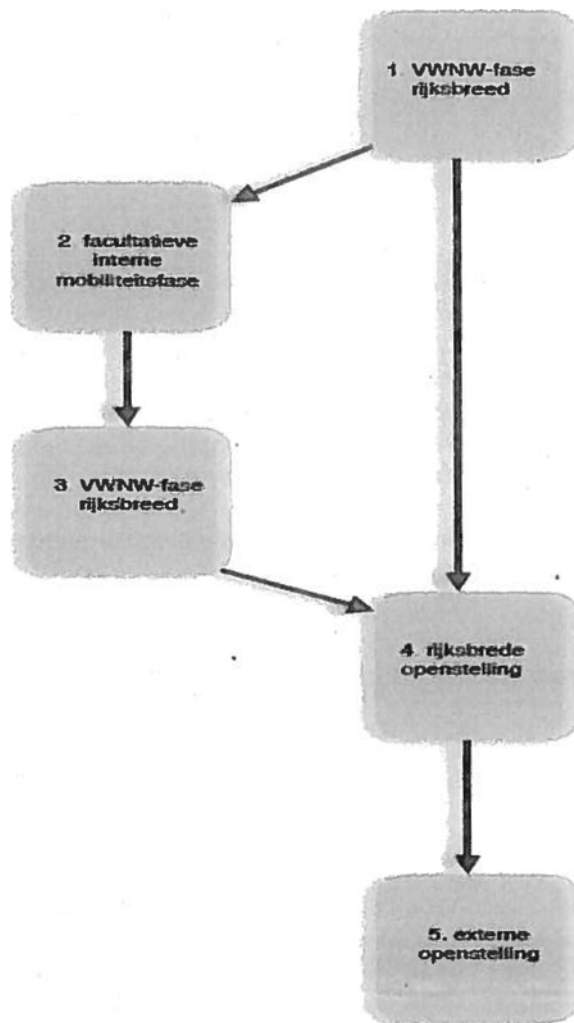 1. VWNW-fase
rijksbreed
2. facultatieve
interne
mobiliteitsfase
3. VWNW-fase
rijksbreed
4. rijksbrede
openstelling
5. externe
openstelling